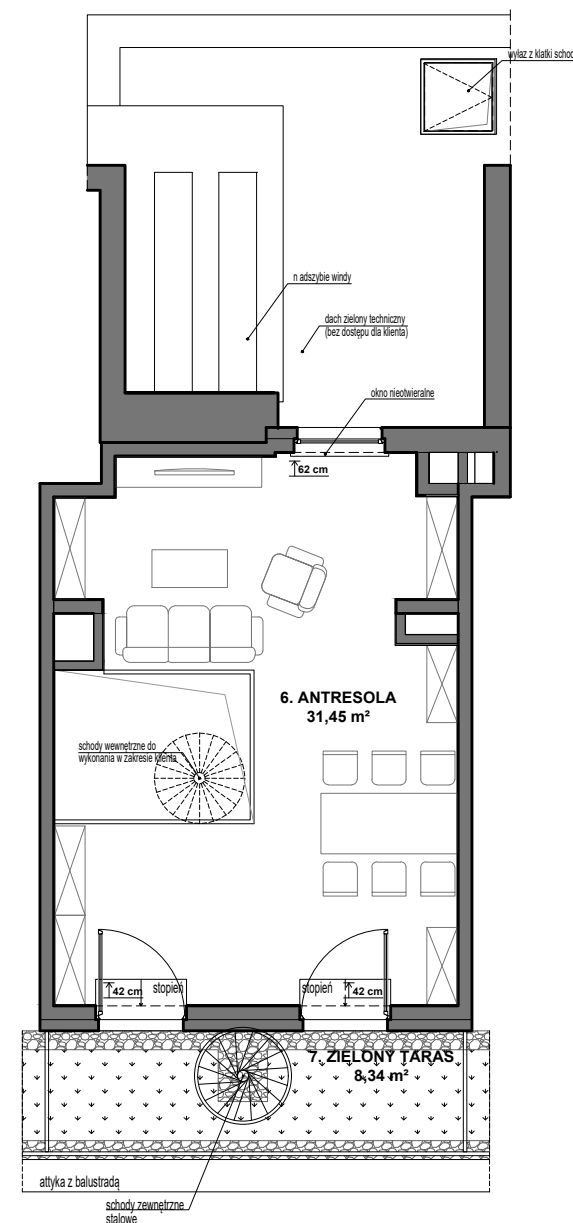 wyłaz z klatki schod
n adszybie windy
dach zielony techniczny
(bez dostępu dla klienta)
okno nieotwieralne
62 cm
6. ANTRESOLA
31,45 m²
schody wewnętrzne do
wykonania w zakresie klienta
42 cm
stopień
stopień
42 cm
7. ZIELONY TARAS
8,34 m²
attyka z balustradą
schody zewnętrzne
stalowe